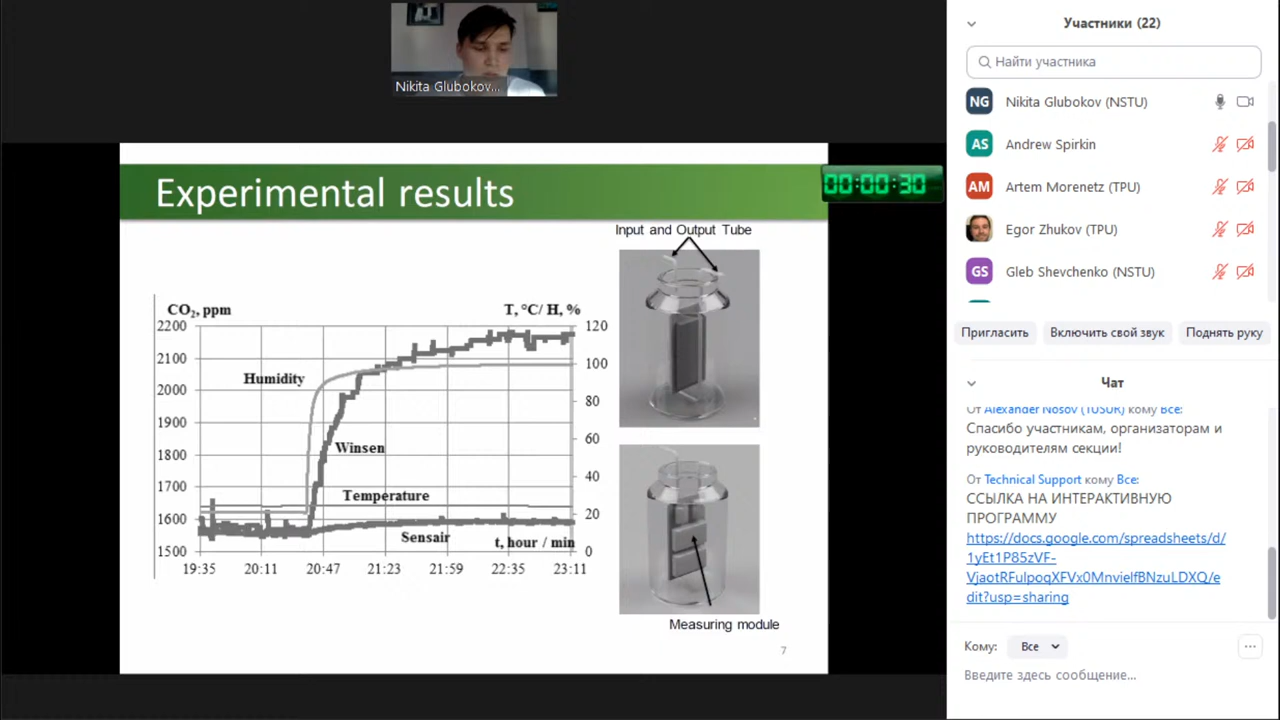 Nikita Glubokov...
Experimental results
00:00:30
Input and Output Tube
CO₂, ppm
T, °C/ H, %
2200
2100
2000
1900
1800
1700
1600
1500
120
100
80
60
40
20
0
Humidity
Winsen
Temperature
Sensair
t, hour / min
19:35 20:11 20:47 21:23 21:59 22:35 23:11
Measuring module
7
Участники (22)
Найти участника
NG Nikita Glubokov (NSTU)
AS Andrew Spirkin
AM Artem Morenetz (TPU)
Egor Zhukov (TPU)
GS Gleb Shevchenko (NSTU)
Пригласить Включить свой звук Поднять руку
Чат
От Alexander Nosov (TUSUR) кому Все:
Спасибо участникам, организаторам и
руководителям секции!
От Technical Support кому Все:
ССЫЛКА НА ИНТЕРАКТИВНУЮ
ПРОГРАММУ
https://docs.google.com/spreadsheets/d/
1yEt1P85zVF-
VjaotRFulpoqXFVx0MnvielfBNzuLDXQ/e
dit?usp=sharing
Кому: Все
Введите здесь сообщение...